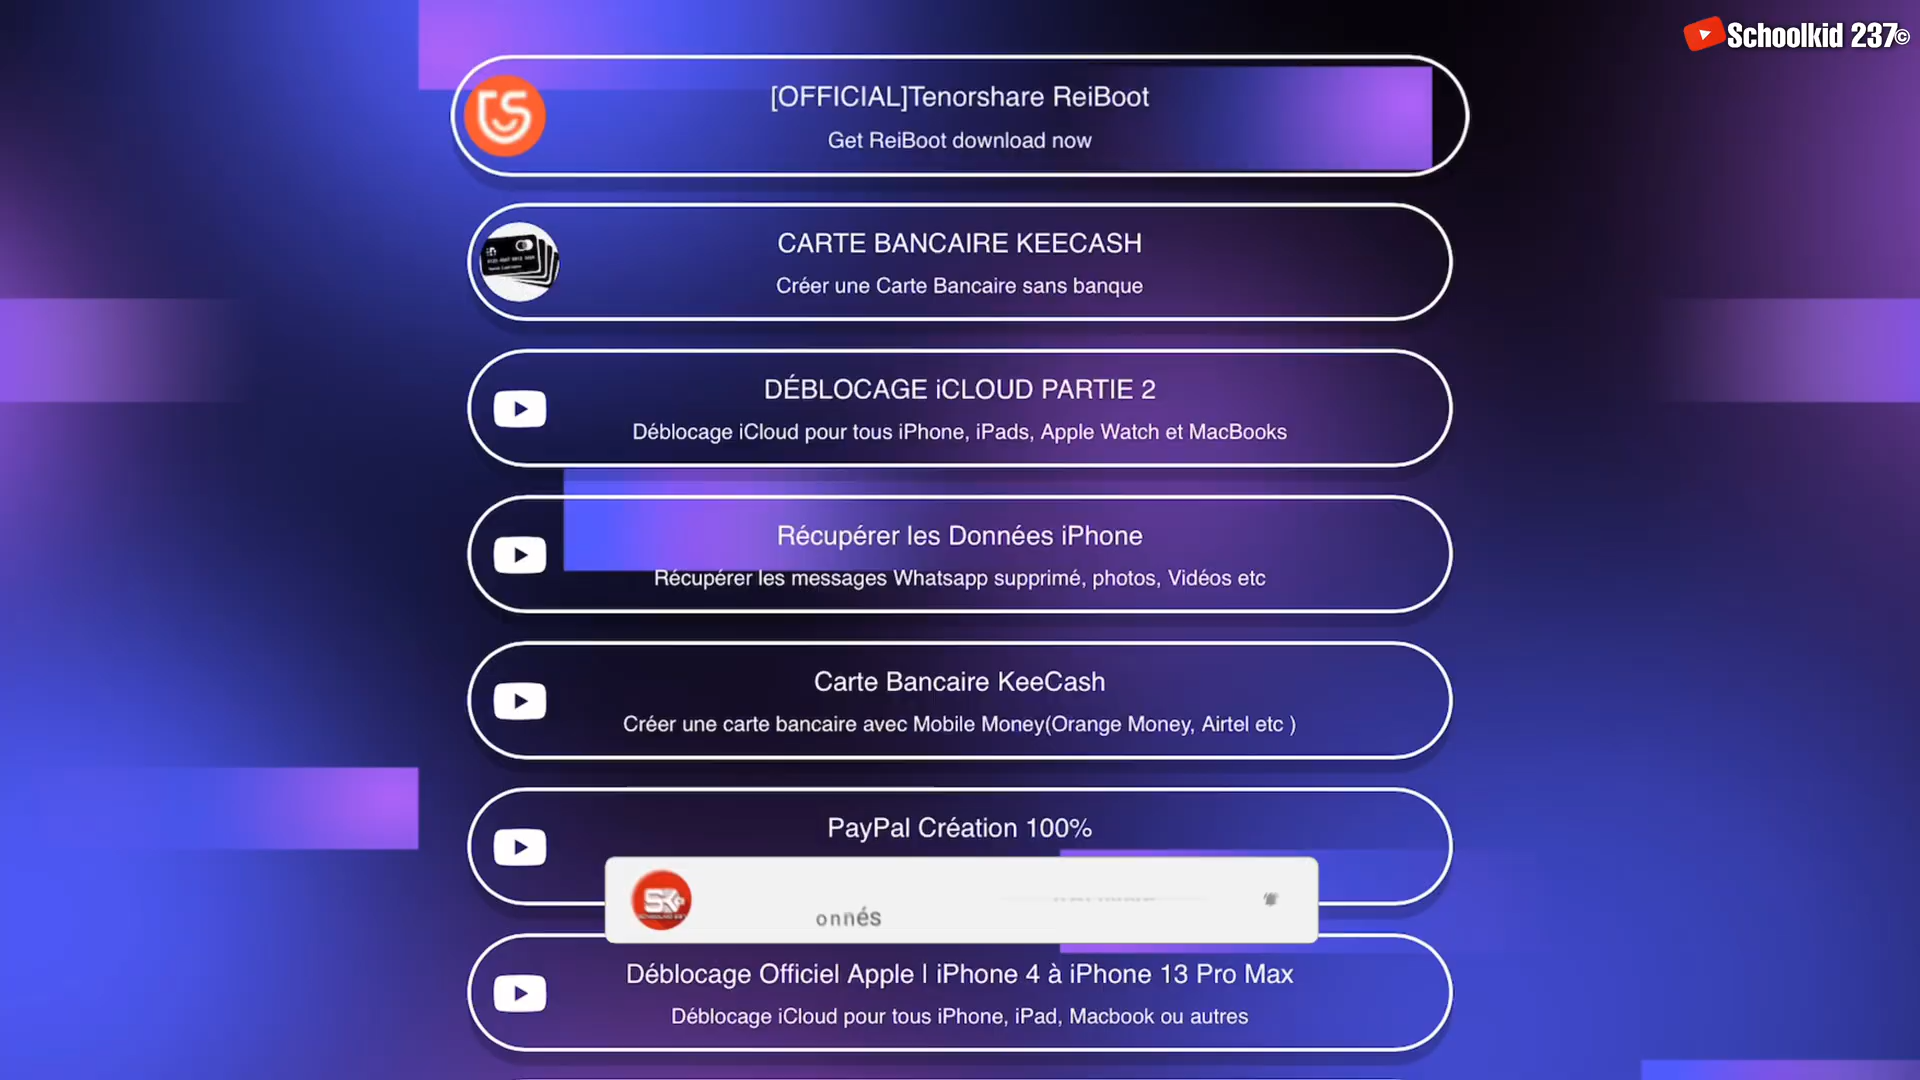 Schoolkid 237©
[OFFICIAL]Tenorshare ReiBoot
Get ReiBoot download now
CARTE BANCAIRE KEECASH
Créer une Carte Bancaire sans banque
DÉBLOCAGE iCLOUD PARTIE 2
Déblocage iCloud pour tous iPhone, iPads, Apple Watch et MacBooks
Récupérer les Données iPhone
Récupérer les messages Whatsapp supprimé, photos, Vidéos etc
Carte Bancaire KeeCash
Créer une carte bancaire avec Mobile Money(Orange Money, Airtel etc )
PayPal Création 100%
SK
onnés
Déblocage Officiel Apple l iPhone 4 à iPhone 13 Pro Max
Déblocage iCloud pour tous iPhone, iPad, Macbook ou autres